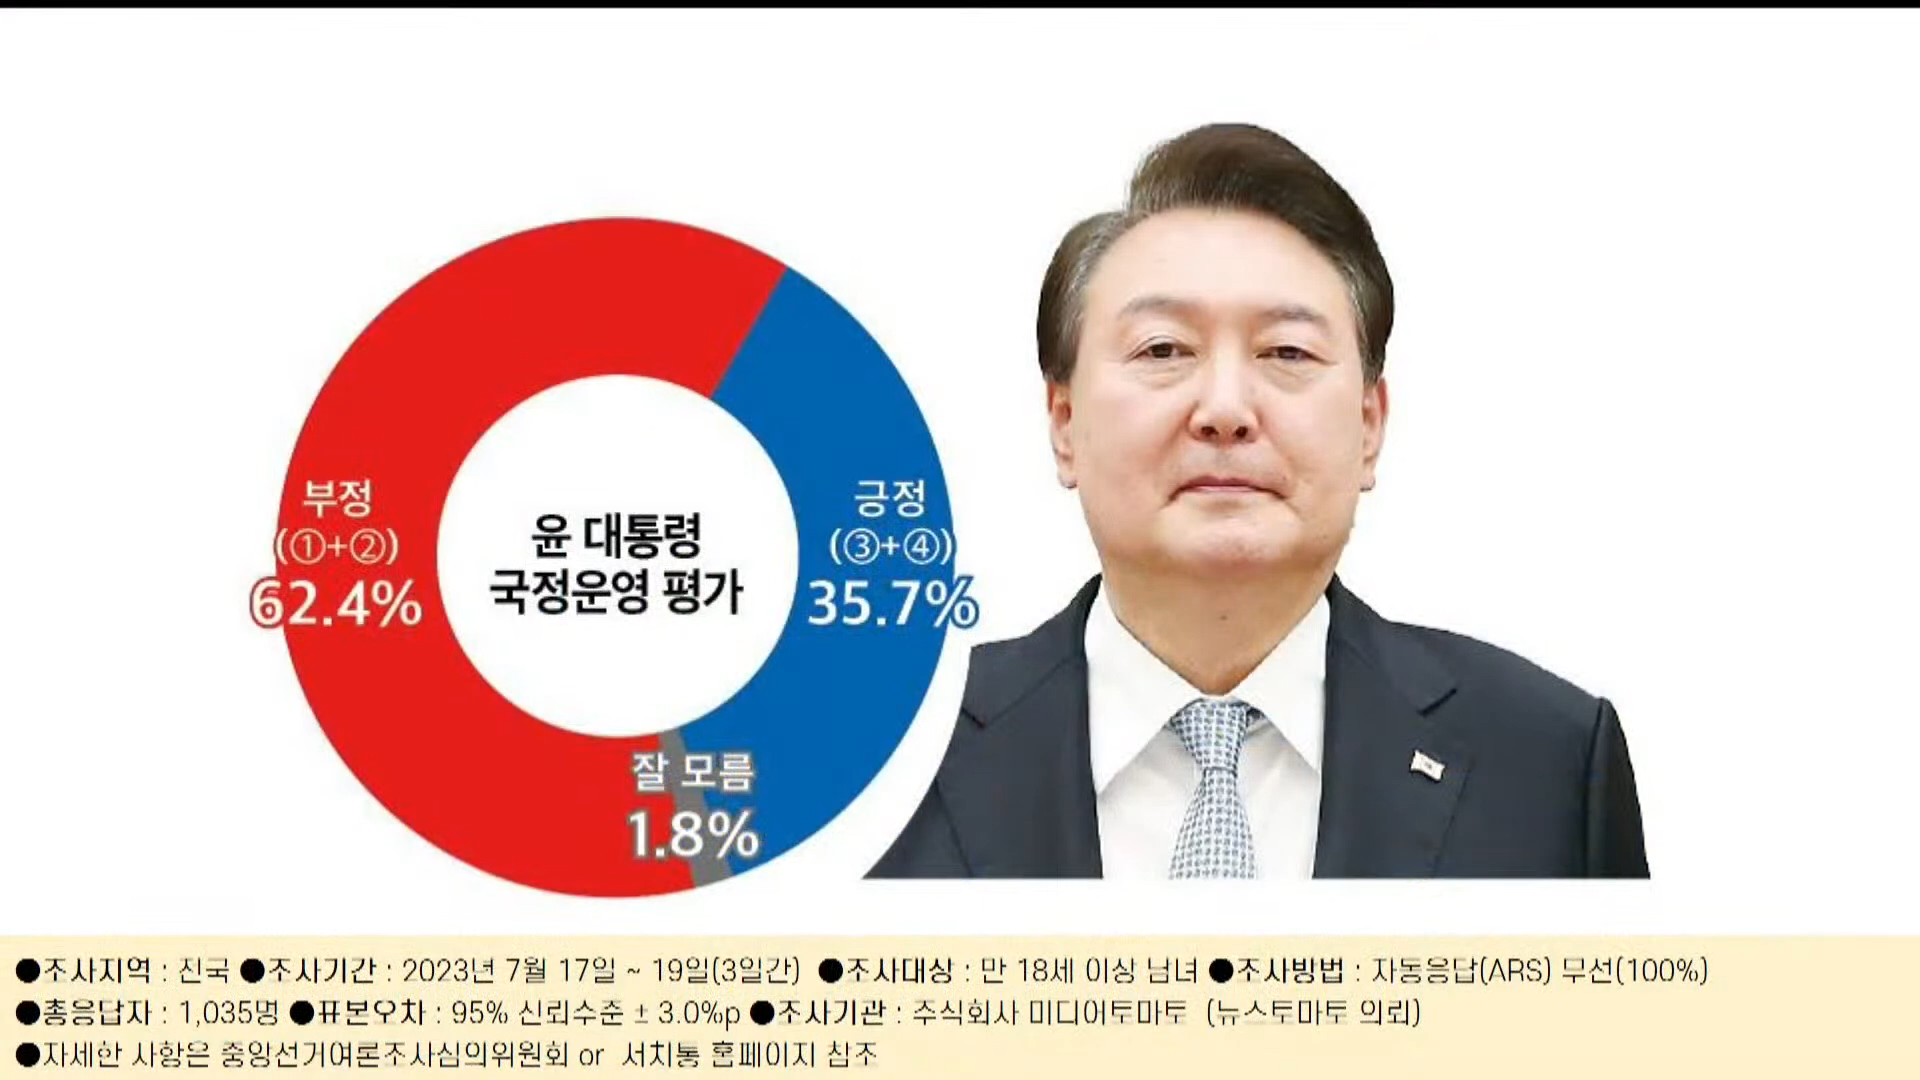 부정
(①+②)
62.4%
윤 대통령
국정운영 평가
긍정
(③+④)
35.7%
잘 모름
1.8%
●조사지역 : 전국 ●조사기간 : 2023년 7월 17일 ~ 19일(3일간) ●조사대상 : 만 18세 이상 남녀 ●조사방법 : 자동응답(ARS) 무선(100%)
●총응답자 : 1,035명 ●표본오차 : 95% 신뢰수준 ± 3.0%p ●조사기관 : 주식회사 미디어토마토 (뉴스토마토 의뢰)
●자세한 사항은 중앙선거여론조사심의위원회 or 서치통 홈페이지 참조